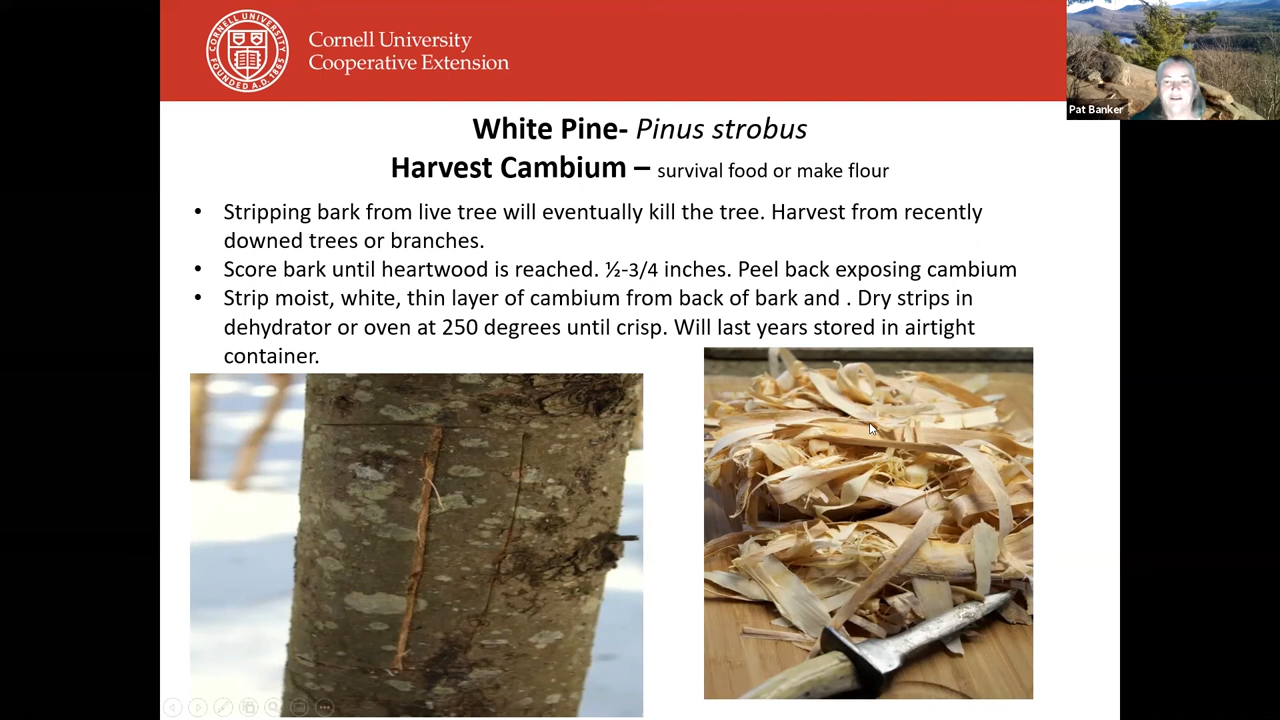 CORNELL UNIVERSITY
FOUNDED A.D. 1865
Cornell University
Cooperative Extension
Pat Banker
White Pine- Pinus strobus
Harvest Cambium – survival food or make flour
• Stripping bark from live tree will eventually kill the tree. Harvest from recently
downed trees or branches.
• Score bark until heartwood is reached. ½-3/4 inches. Peel back exposing cambium
• Strip moist, white, thin layer of cambium from back of bark and . Dry strips in
dehydrator or oven at 250 degrees until crisp. Will last years stored in airtight
container.